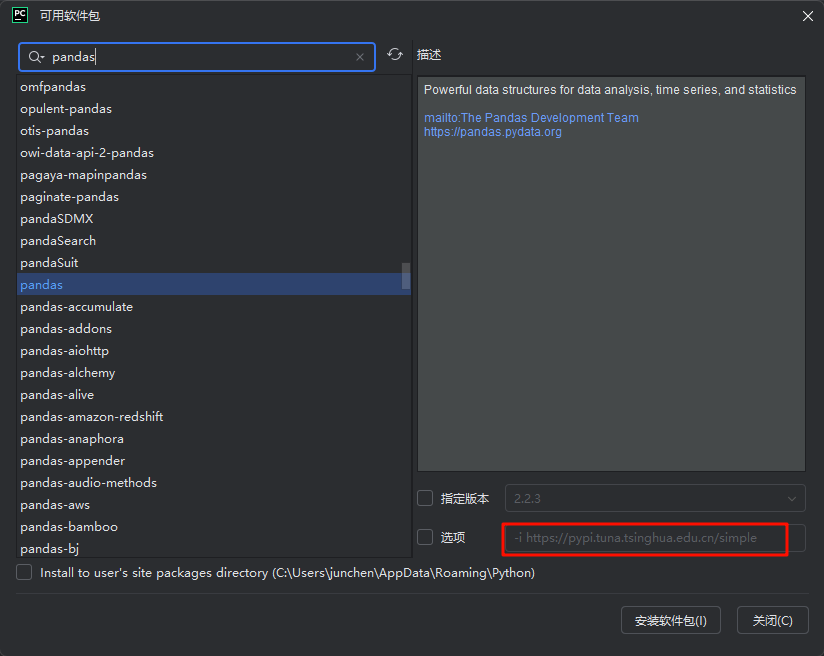 PC 可用软件包
pandas
描述
omfpandas
opulent-pandas
otis-pandas
owi-data-api-2-pandas
pagaya-mapinpandas
paginate-pandas
pandaSDMX
pandaSearch
pandaSuit
pandas
pandas-accumulate
pandas-addons
pandas-aiohttp
pandas-alchemy
pandas-alive
pandas-amazon-redshift
pandas-anaphora
pandas-appender
pandas-audio-methods
pandas-aws
pandas-bamboo
pandas-bj
Powerful data structures for data analysis, time series, and statistics
mailto:The Pandas Development Team
https://pandas.pydata.org
指定版本 2.2.3
选项 -i https://pypi.tuna.tsinghua.edu.cn/simple
Install to user's site packages directory (C:\Users\junchen\AppData\Roaming\Python)
安装软件包(I) 关闭(C)